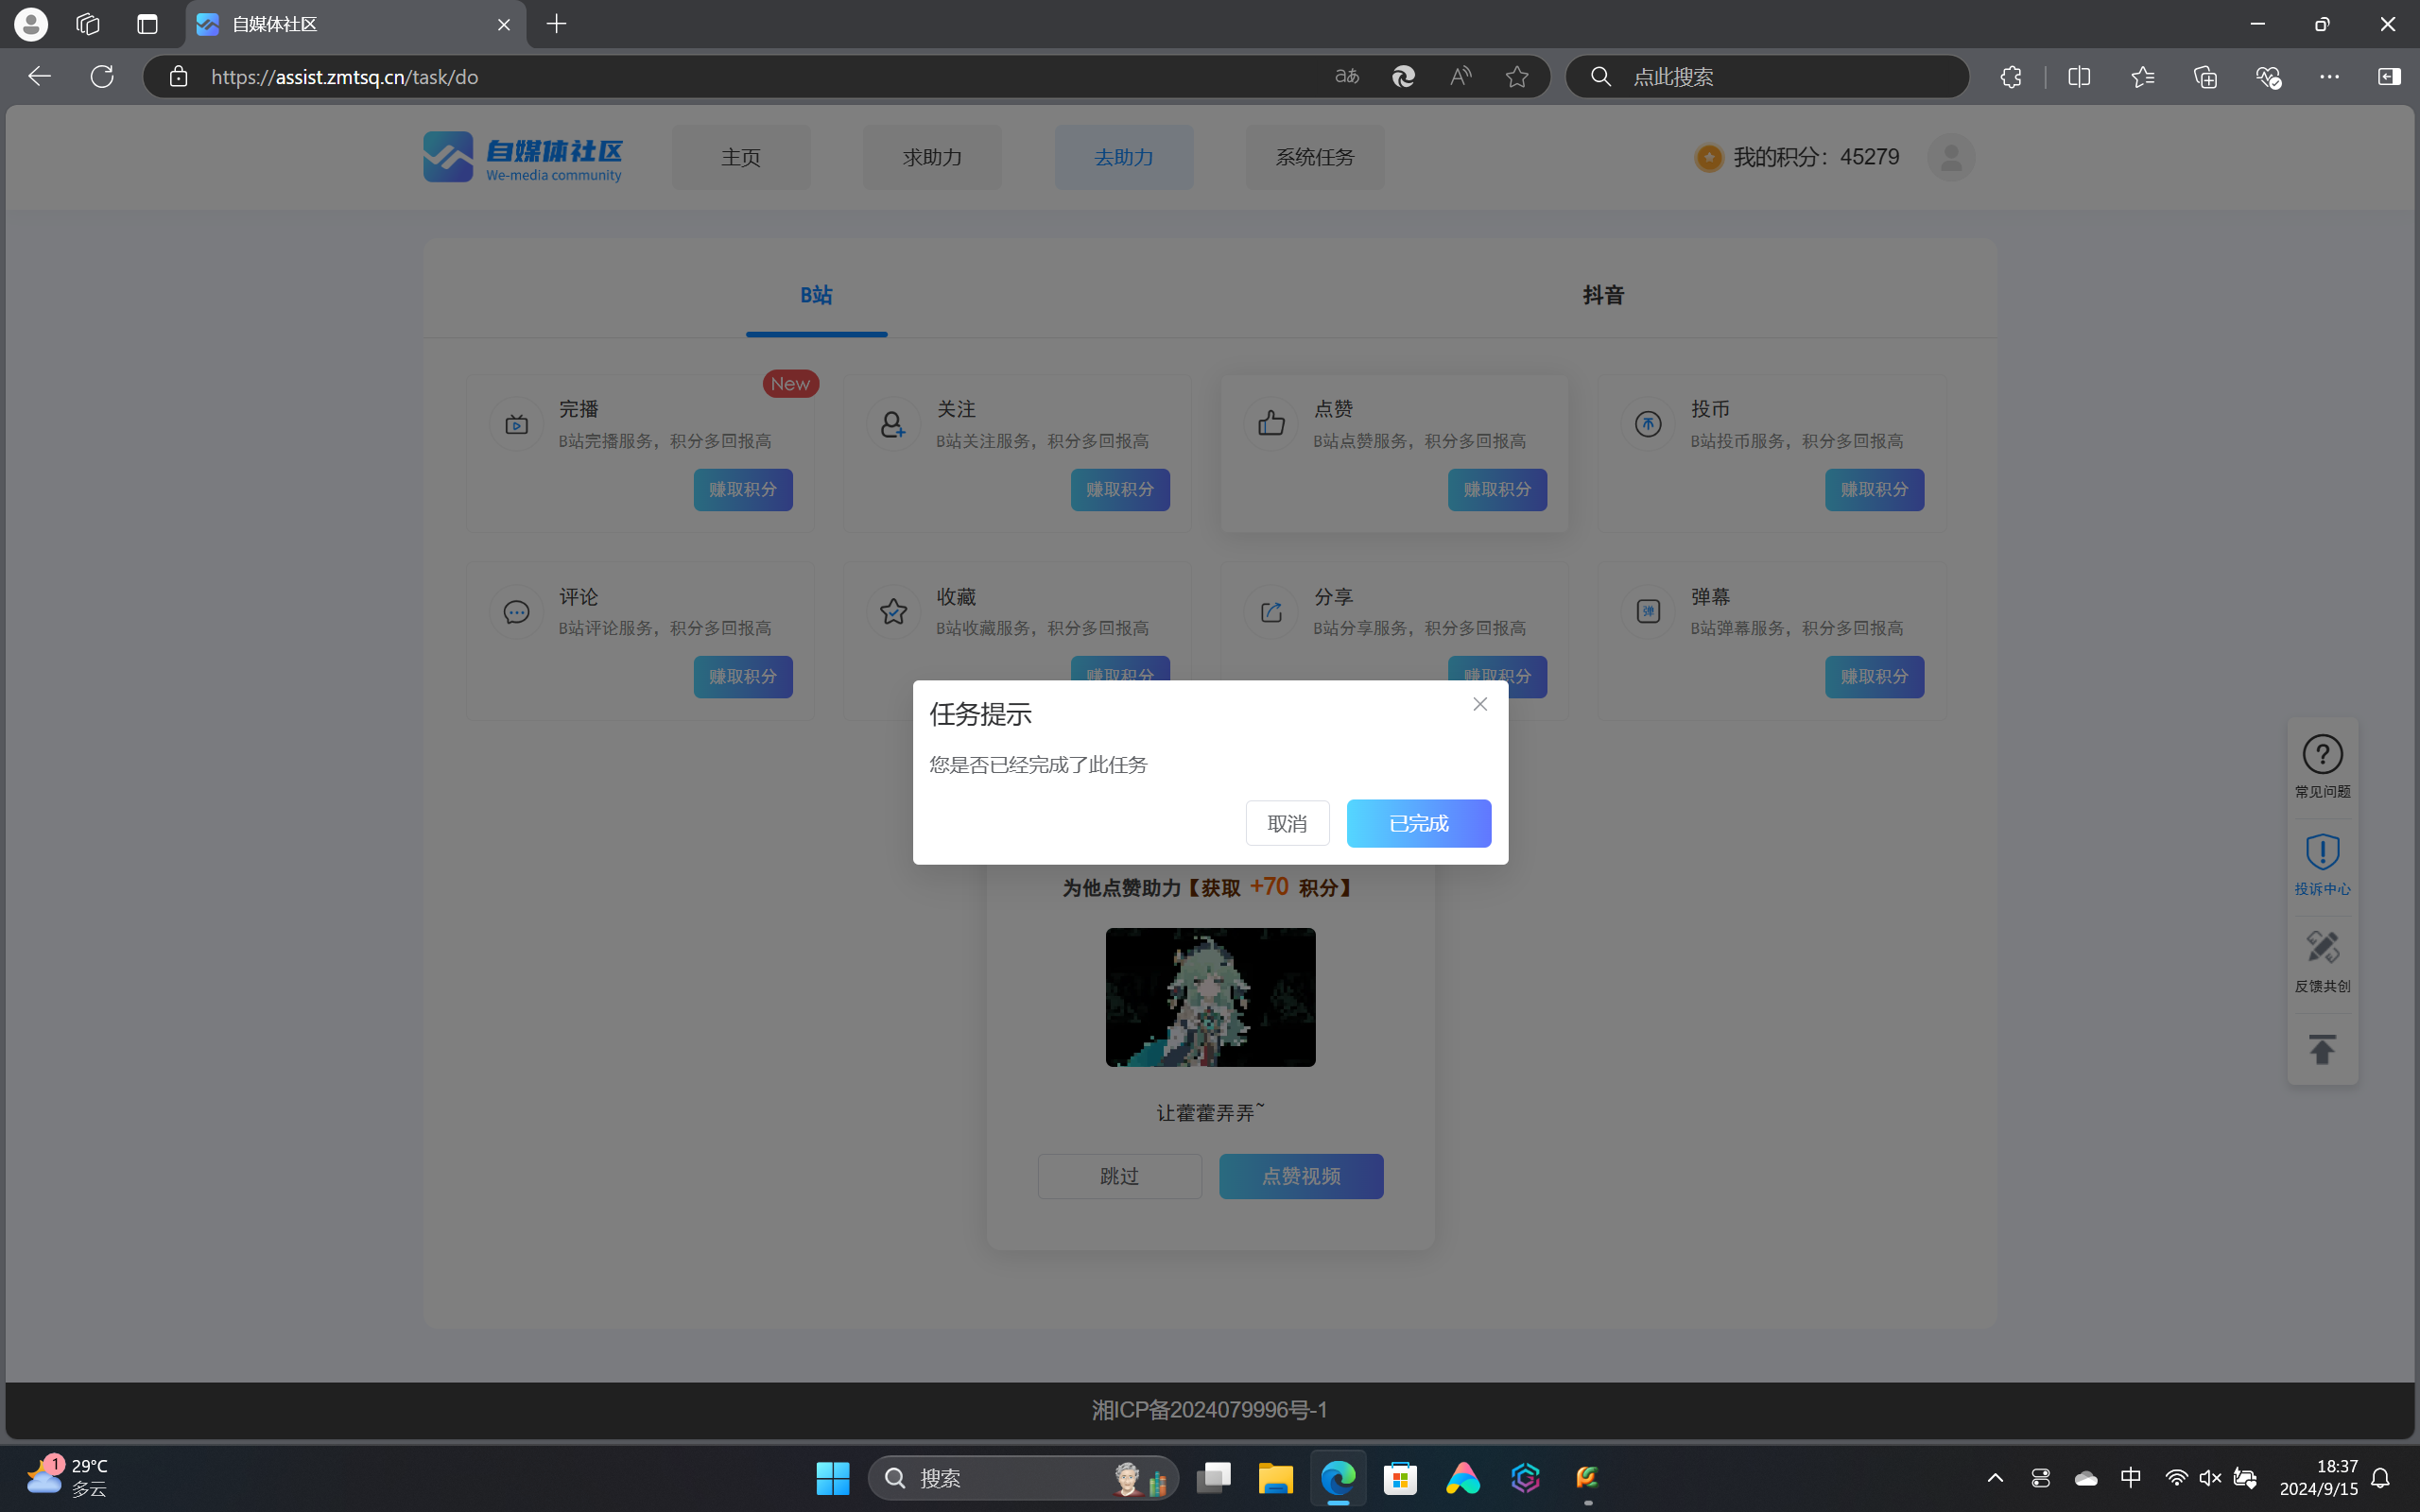 自媒体社区
https://assist.zmtsq.cn/task/do
aあ
点此搜索
自媒体社区
We-media community
主页
求助力
去助力
系统任务
我的积分：45279
B站
抖音
New
完播
B站完播服务，积分多回报高
赚取积分
关注
B站关注服务，积分多回报高
赚取积分
点赞
B站点赞服务，积分多回报高
赚取积分
投币
B站投币服务，积分多回报高
赚取积分
评论
B站评论服务，积分多回报高
赚取积分
收藏
B站收藏服务，积分多回报高
赚取积分
分享
B站分享服务，积分多回报高
赚取积分
弹
弹幕
B站弹幕服务，积分多回报高
赚取积分
任务提示
您是否已经完成了此任务
取消
已完成
为他点赞助力【获取 +70 积分】
让藿藿弄弄~
跳过
点赞视频
常见问题
投诉中心
反馈共创
湘ICP备2024079996号-1
1
29°C
多云
搜索
中
18:37
2024/9/15